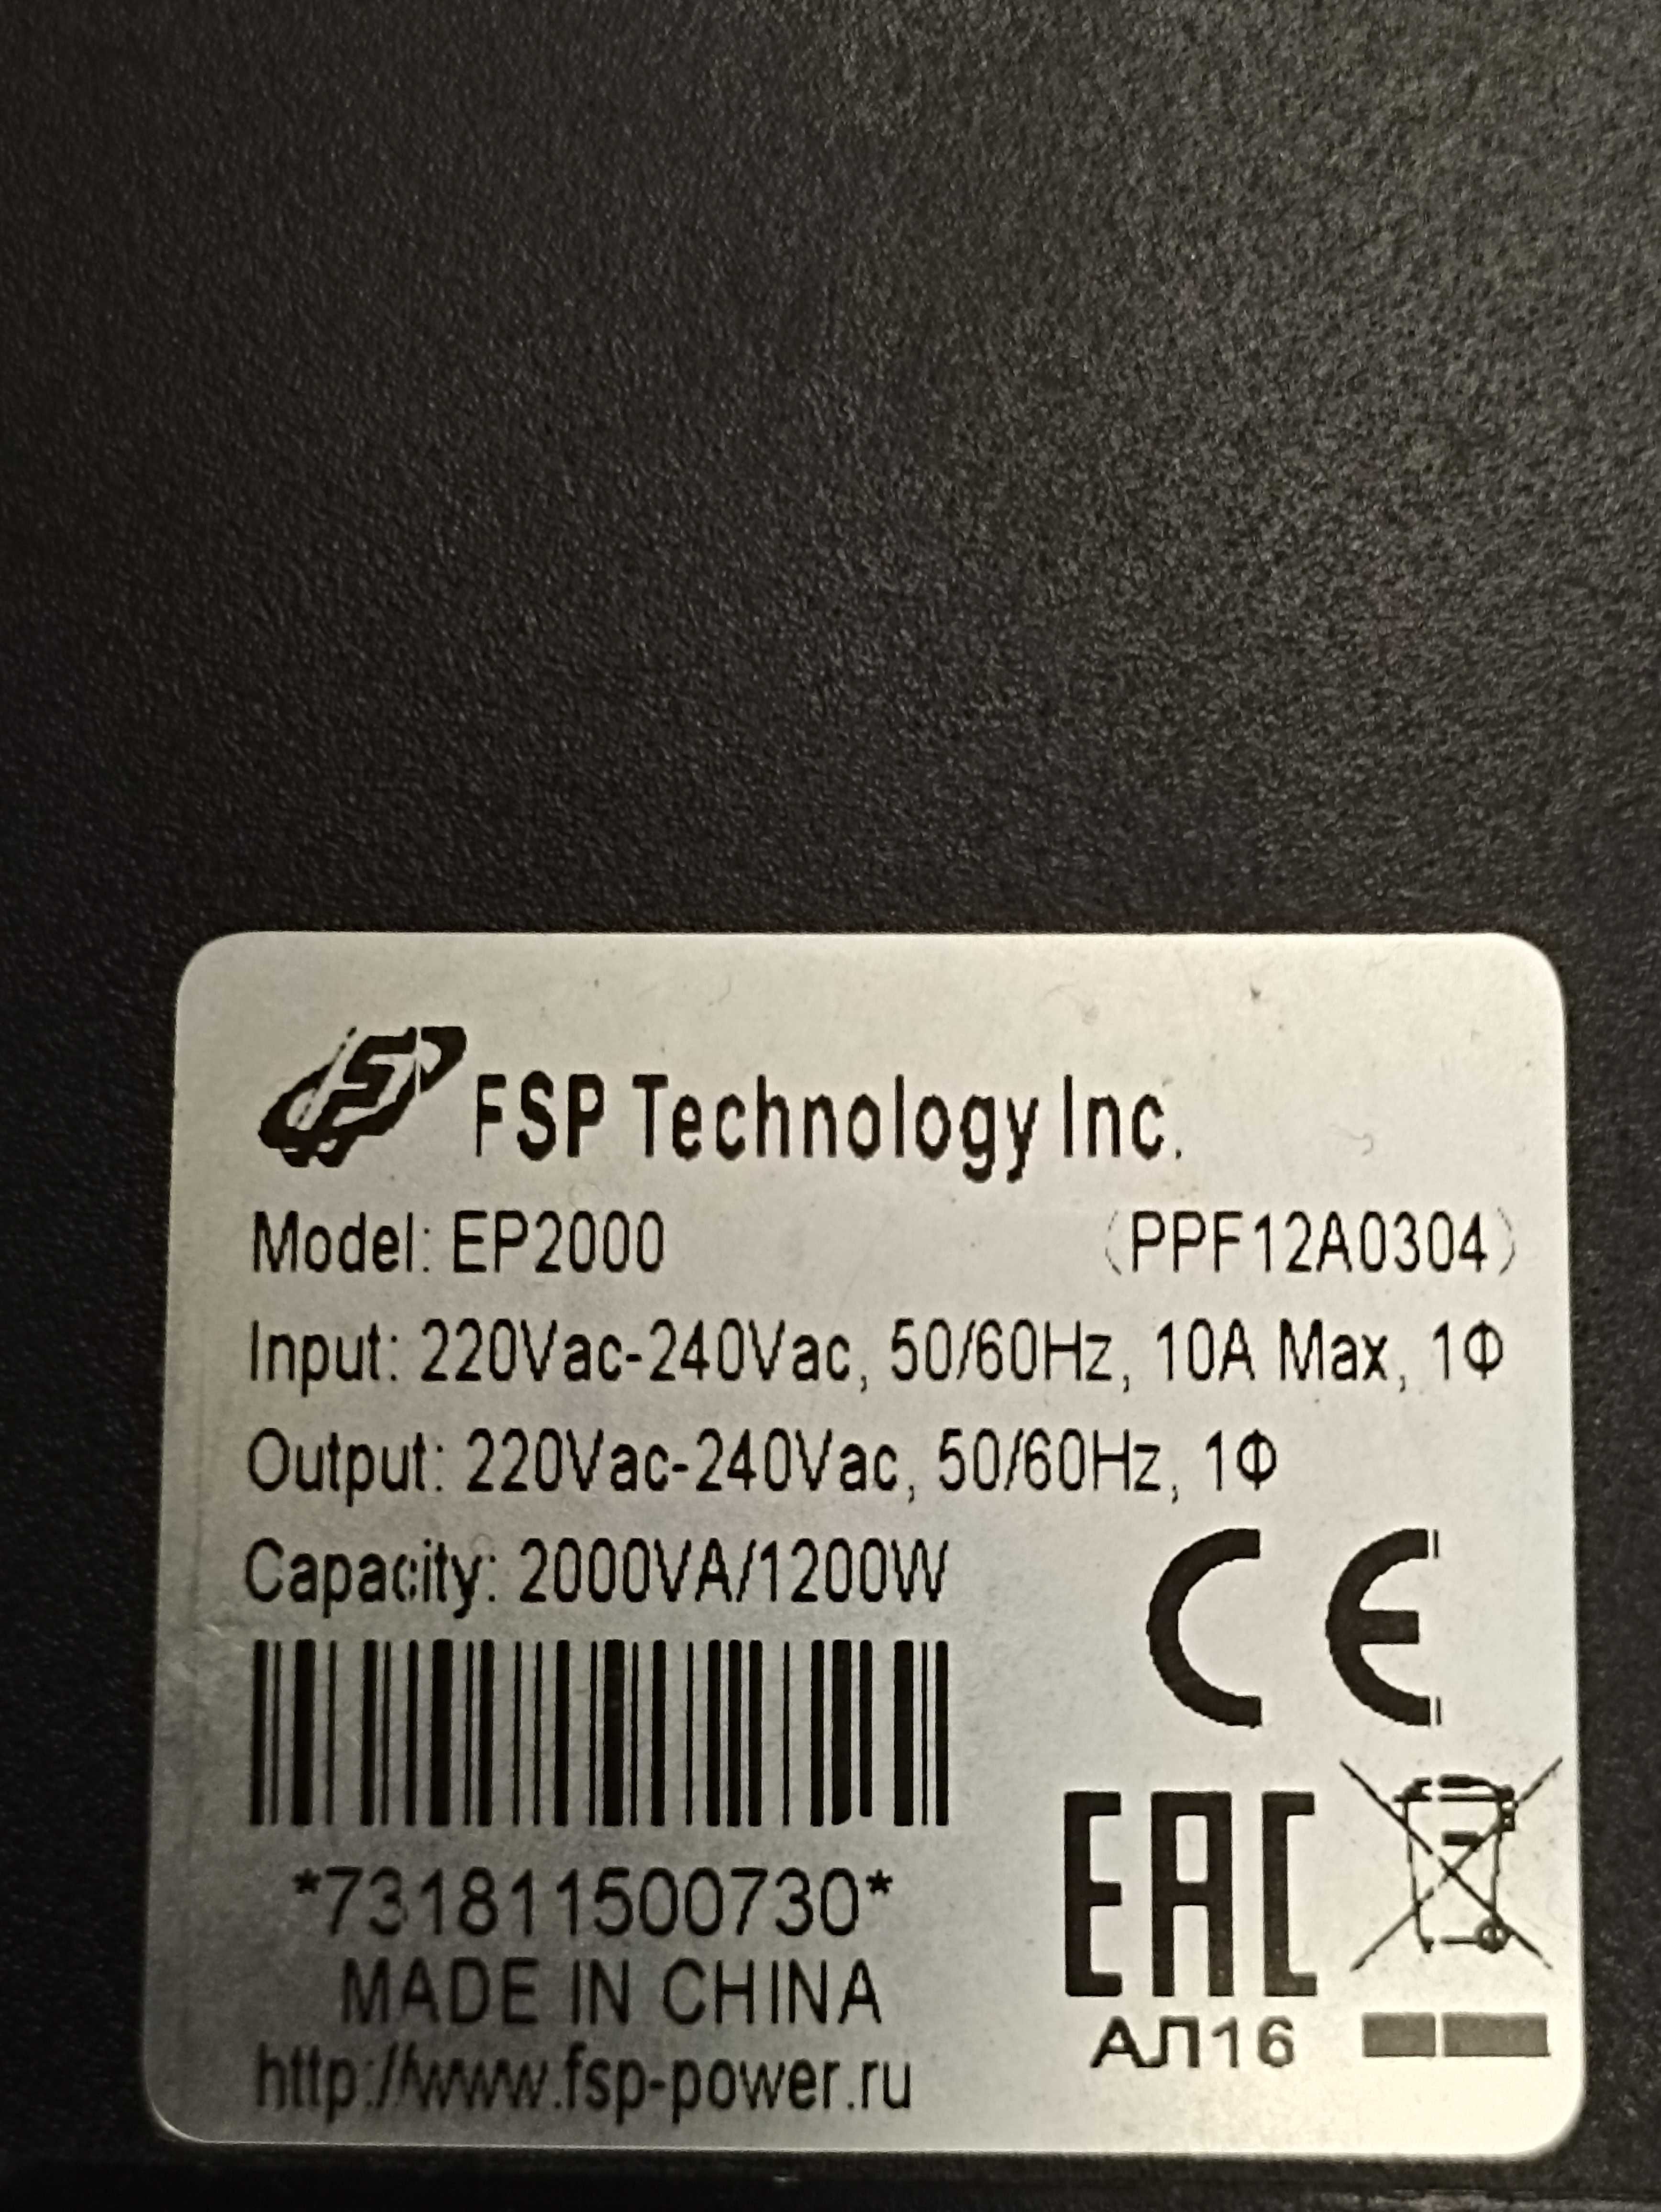 FSP Technology Inc.
Model: EP2000 (PPF12A0304)
Input: 220Vac-240Vac, 50/60Hz, 10A Max, 1Φ
Output: 220Vac-240Vac, 50/60Hz, 1Φ
Capacity: 2000VA/1200W
CE
*731811500730*
EAC
MADE IN CHINA
АЛ16
http://www.fsp-power.ru